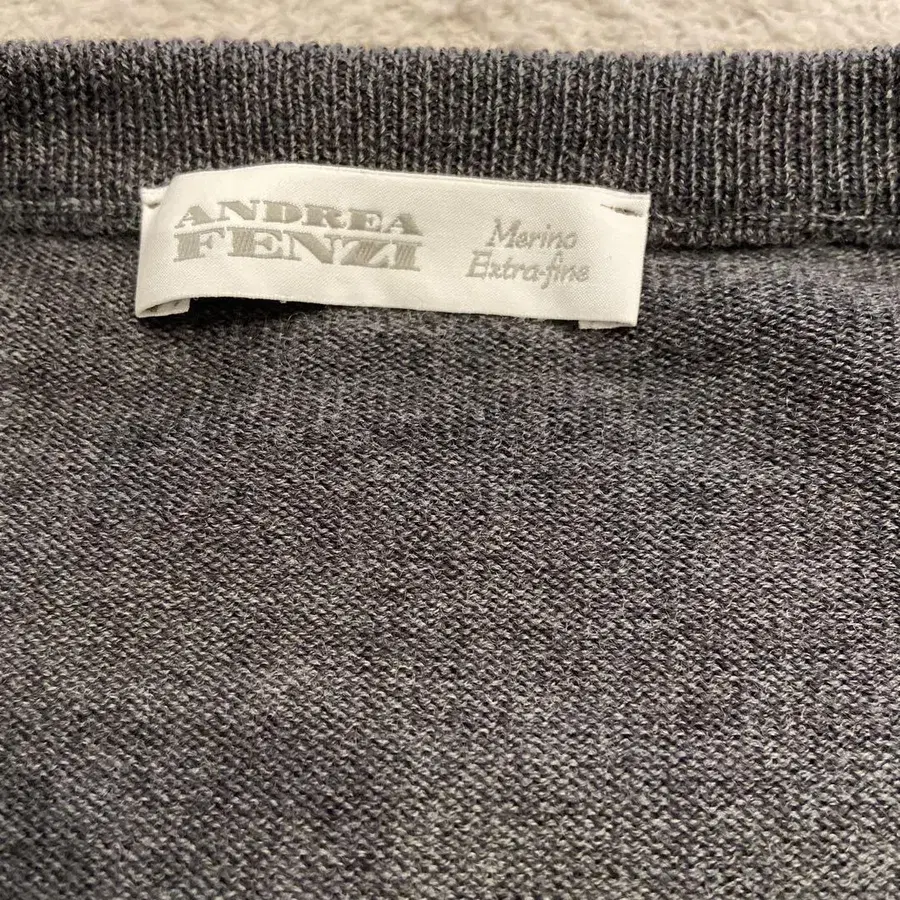 ANDREA
FENZI
Merino
Extra-fine